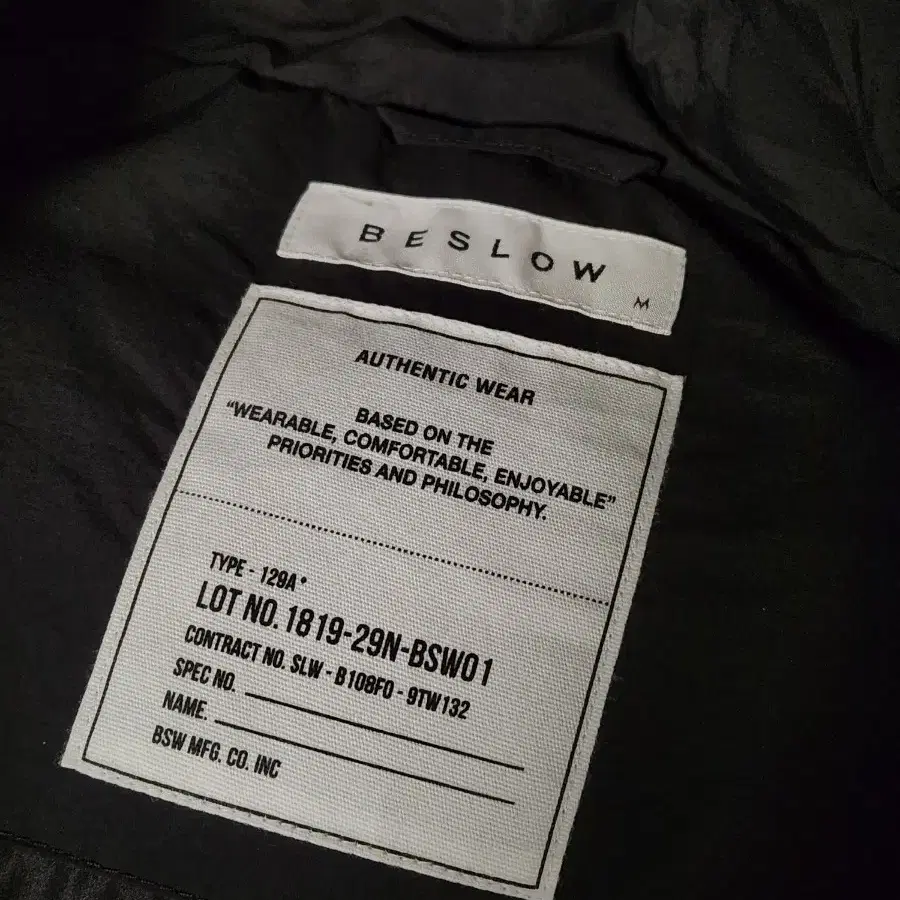 BESLOW
M
AUTHENTIC WEAR
BASED ON THE
"WEARABLE, COMFORTABLE, ENJOYABLE"
PRIORITIES AND PHILOSOPHY.
TYPE - 129A*
LOT NO. 1819-29N-BSW01
CONTRACT NO. SLW - B108F0 - 9TW132
SPEC NO.
NAME.
BSW MFG. CO. INC